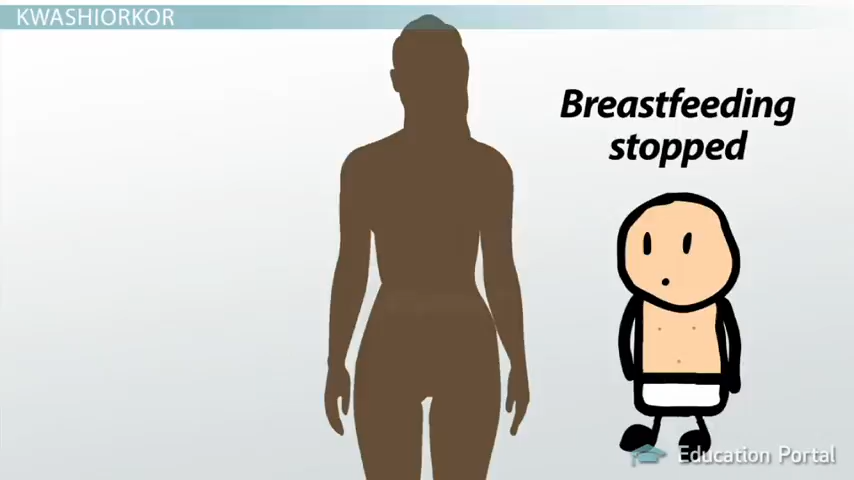 KWASHIORKOR
Breastfeeding
stopped
Education Portal